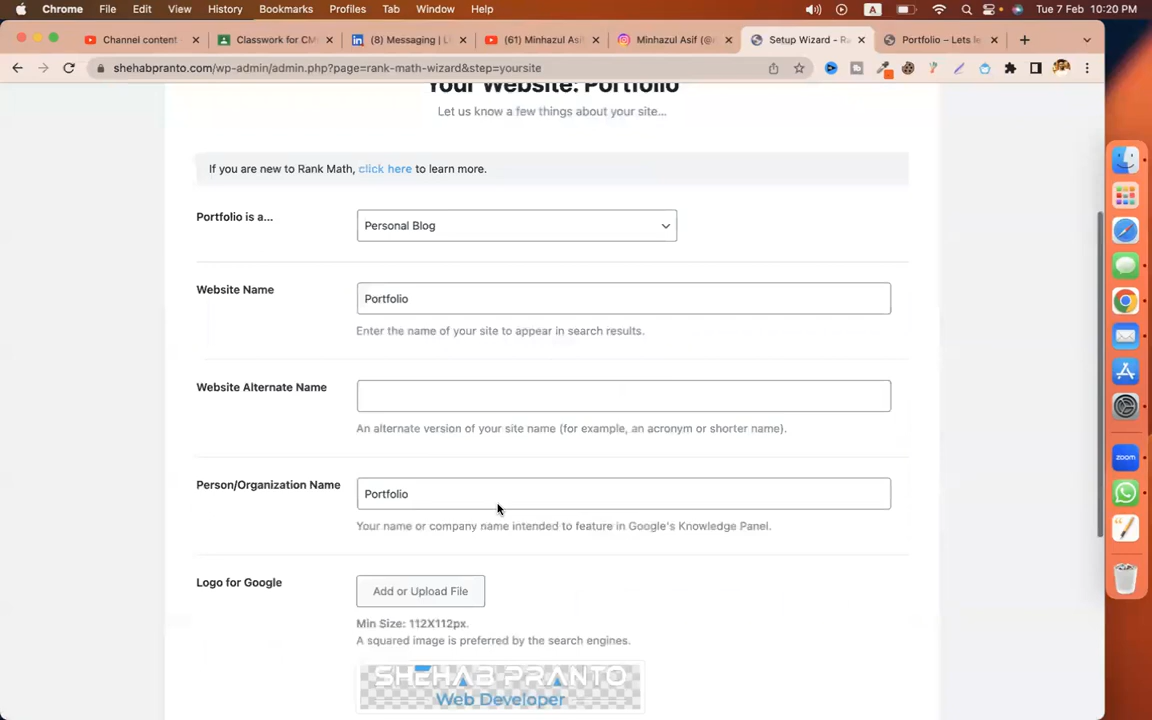 Chrome File Edit View History Bookmarks Profiles Tab Window Help A Tue 7 Feb 10:20 PM
Channel content Classwork for CM (8) Messaging | L (61) Minhazul Asi Minhazul Asif (@ Setup Wizard - Ra Portfolio – Lets le
shehabpranto.com/wp-admin/admin.php?page=rank-math-wizard&step=yoursite
Your Website: Portfolio
Let us know a few things about your site...
If you are new to Rank Math, click here to learn more.
Portfolio is a... Personal Blog
Website Name Portfolio
Enter the name of your site to appear in search results.
Website Alternate Name
An alternate version of your site name (for example, an acronym or shorter name).
Person/Organization Name Portfolio
Your name or company name intended to feature in Google's Knowledge Panel.
Logo for Google Add or Upload File
Min Size: 112X112px.
A squared image is preferred by the search engines.
SHEHAB PRANTO
Web Developer
zoom